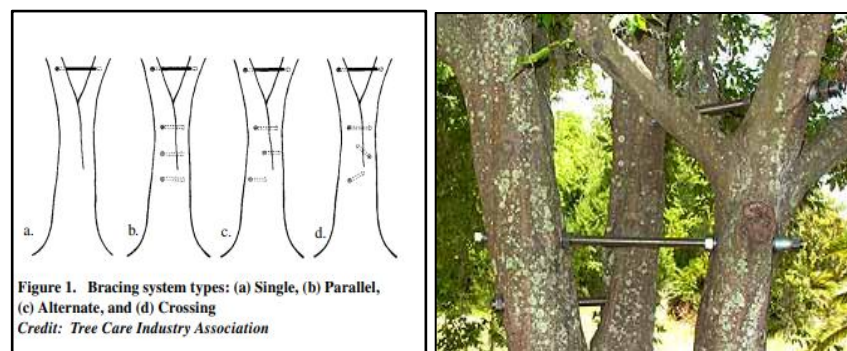 a.
b.
c.
d.
Figure 1. Bracing system types: (a) Single, (b) Parallel,
(c) Alternate, and (d) Crossing
Credit: Tree Care Industry Association